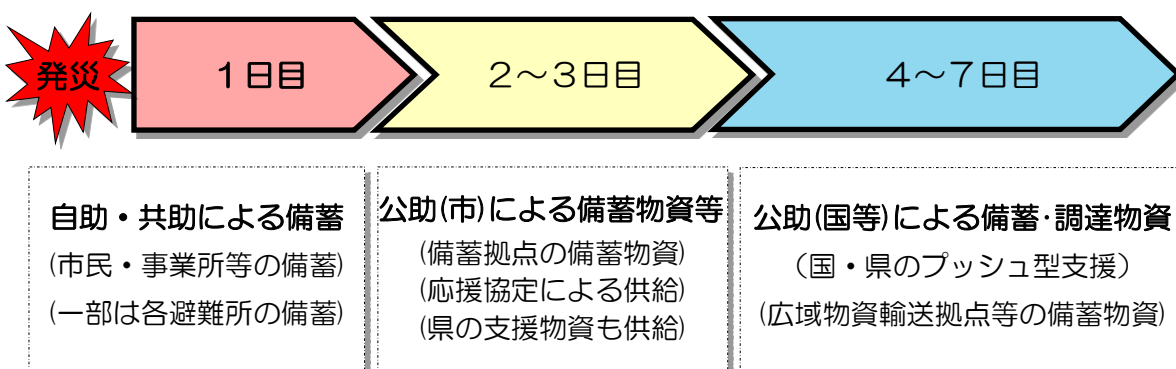 発災
1日目
2～3日目
4～7日目
自助・共助による備蓄
(市民・事業所等の備蓄)
(一部は各避難所の備蓄)
公助(市)による備蓄物資等
(備蓄拠点の備蓄物資)
(応援協定による供給)
(県の支援物資も供給)
公助(国等)による備蓄･調達物資
（国・県のプッシュ型支援）
(広域物資輸送拠点等の備蓄物資)